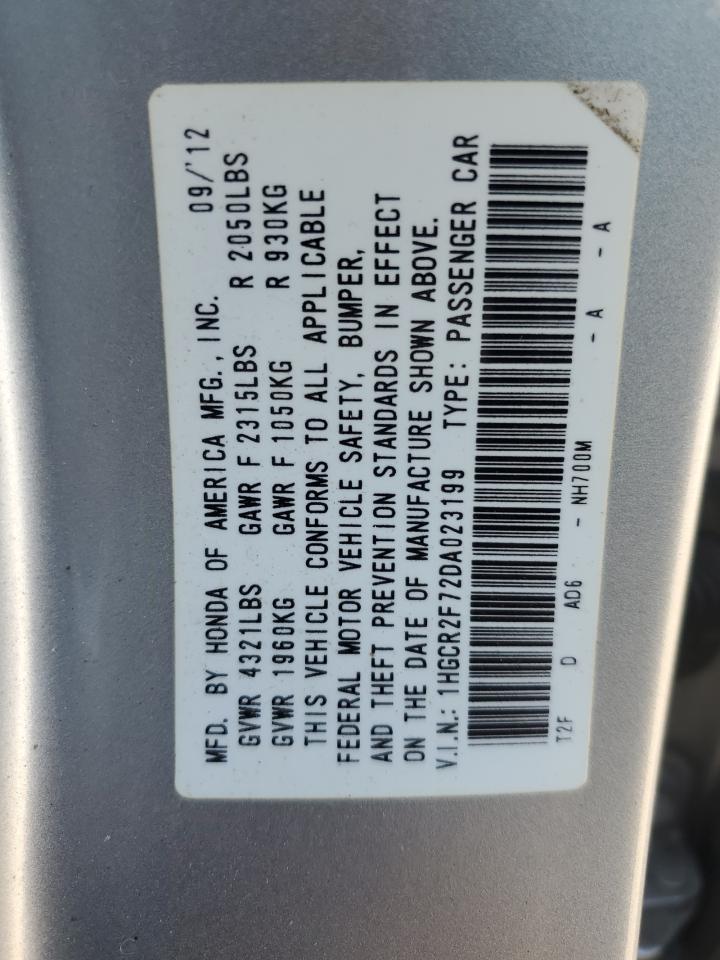 MFD. BY HONDA OF AMERICA MFG., INC. 09/'12
GVWR 4321LBS GAWR F 2315LBS R 2050LBS
GVWR 1960KG GAWR F 1050KG R 930KG
THIS VEHICLE CONFORMS TO ALL APPLICABLE
FEDERAL MOTOR VEHICLE SAFETY, BUMPER,
AND THEFT PREVENTION STANDARDS IN EFFECT
ON THE DATE OF MANUFACTURE SHOWN ABOVE.
V.I.N.: 1HGCR2F72DA023199 TYPE: PASSENGER CAR
T2F D AD6 - NH700M - A - A